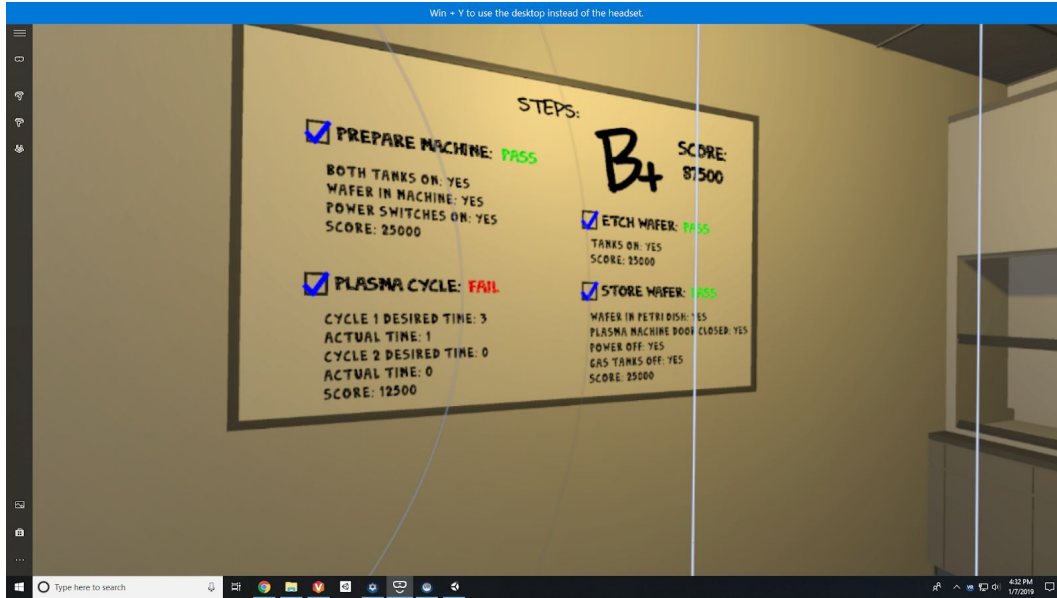 Win + Y to use the desktop instead of the headset.
STEPS:
PREPARE MACHINE: PASS
BOTH TANKS ON: YES
WAFER IN MACHINE: YES
POWER SWITCHES ON: YES
SCORE: 25000
PLASMA CYCLE: FAIL
CYCLE 1 DESIRED TIME: 3
ACTUAL TIME: 1
CYCLE 2 DESIRED TIME: 0
ACTUAL TIME: 0
SCORE: 12500
B+
SCORE:
87500
ETCH WAFER: PASS
TANKS ON: YES
SCORE: 25000
STORE WAFER: PASS
WAFER IN PETRI DISH: YES
PLASMA MACHINE DOOR CLOSED: YES
POWER OFF: YES
GAS TANKS OFF: YES
SCORE: 25000
Type here to search
4:32 PM
1/7/2019